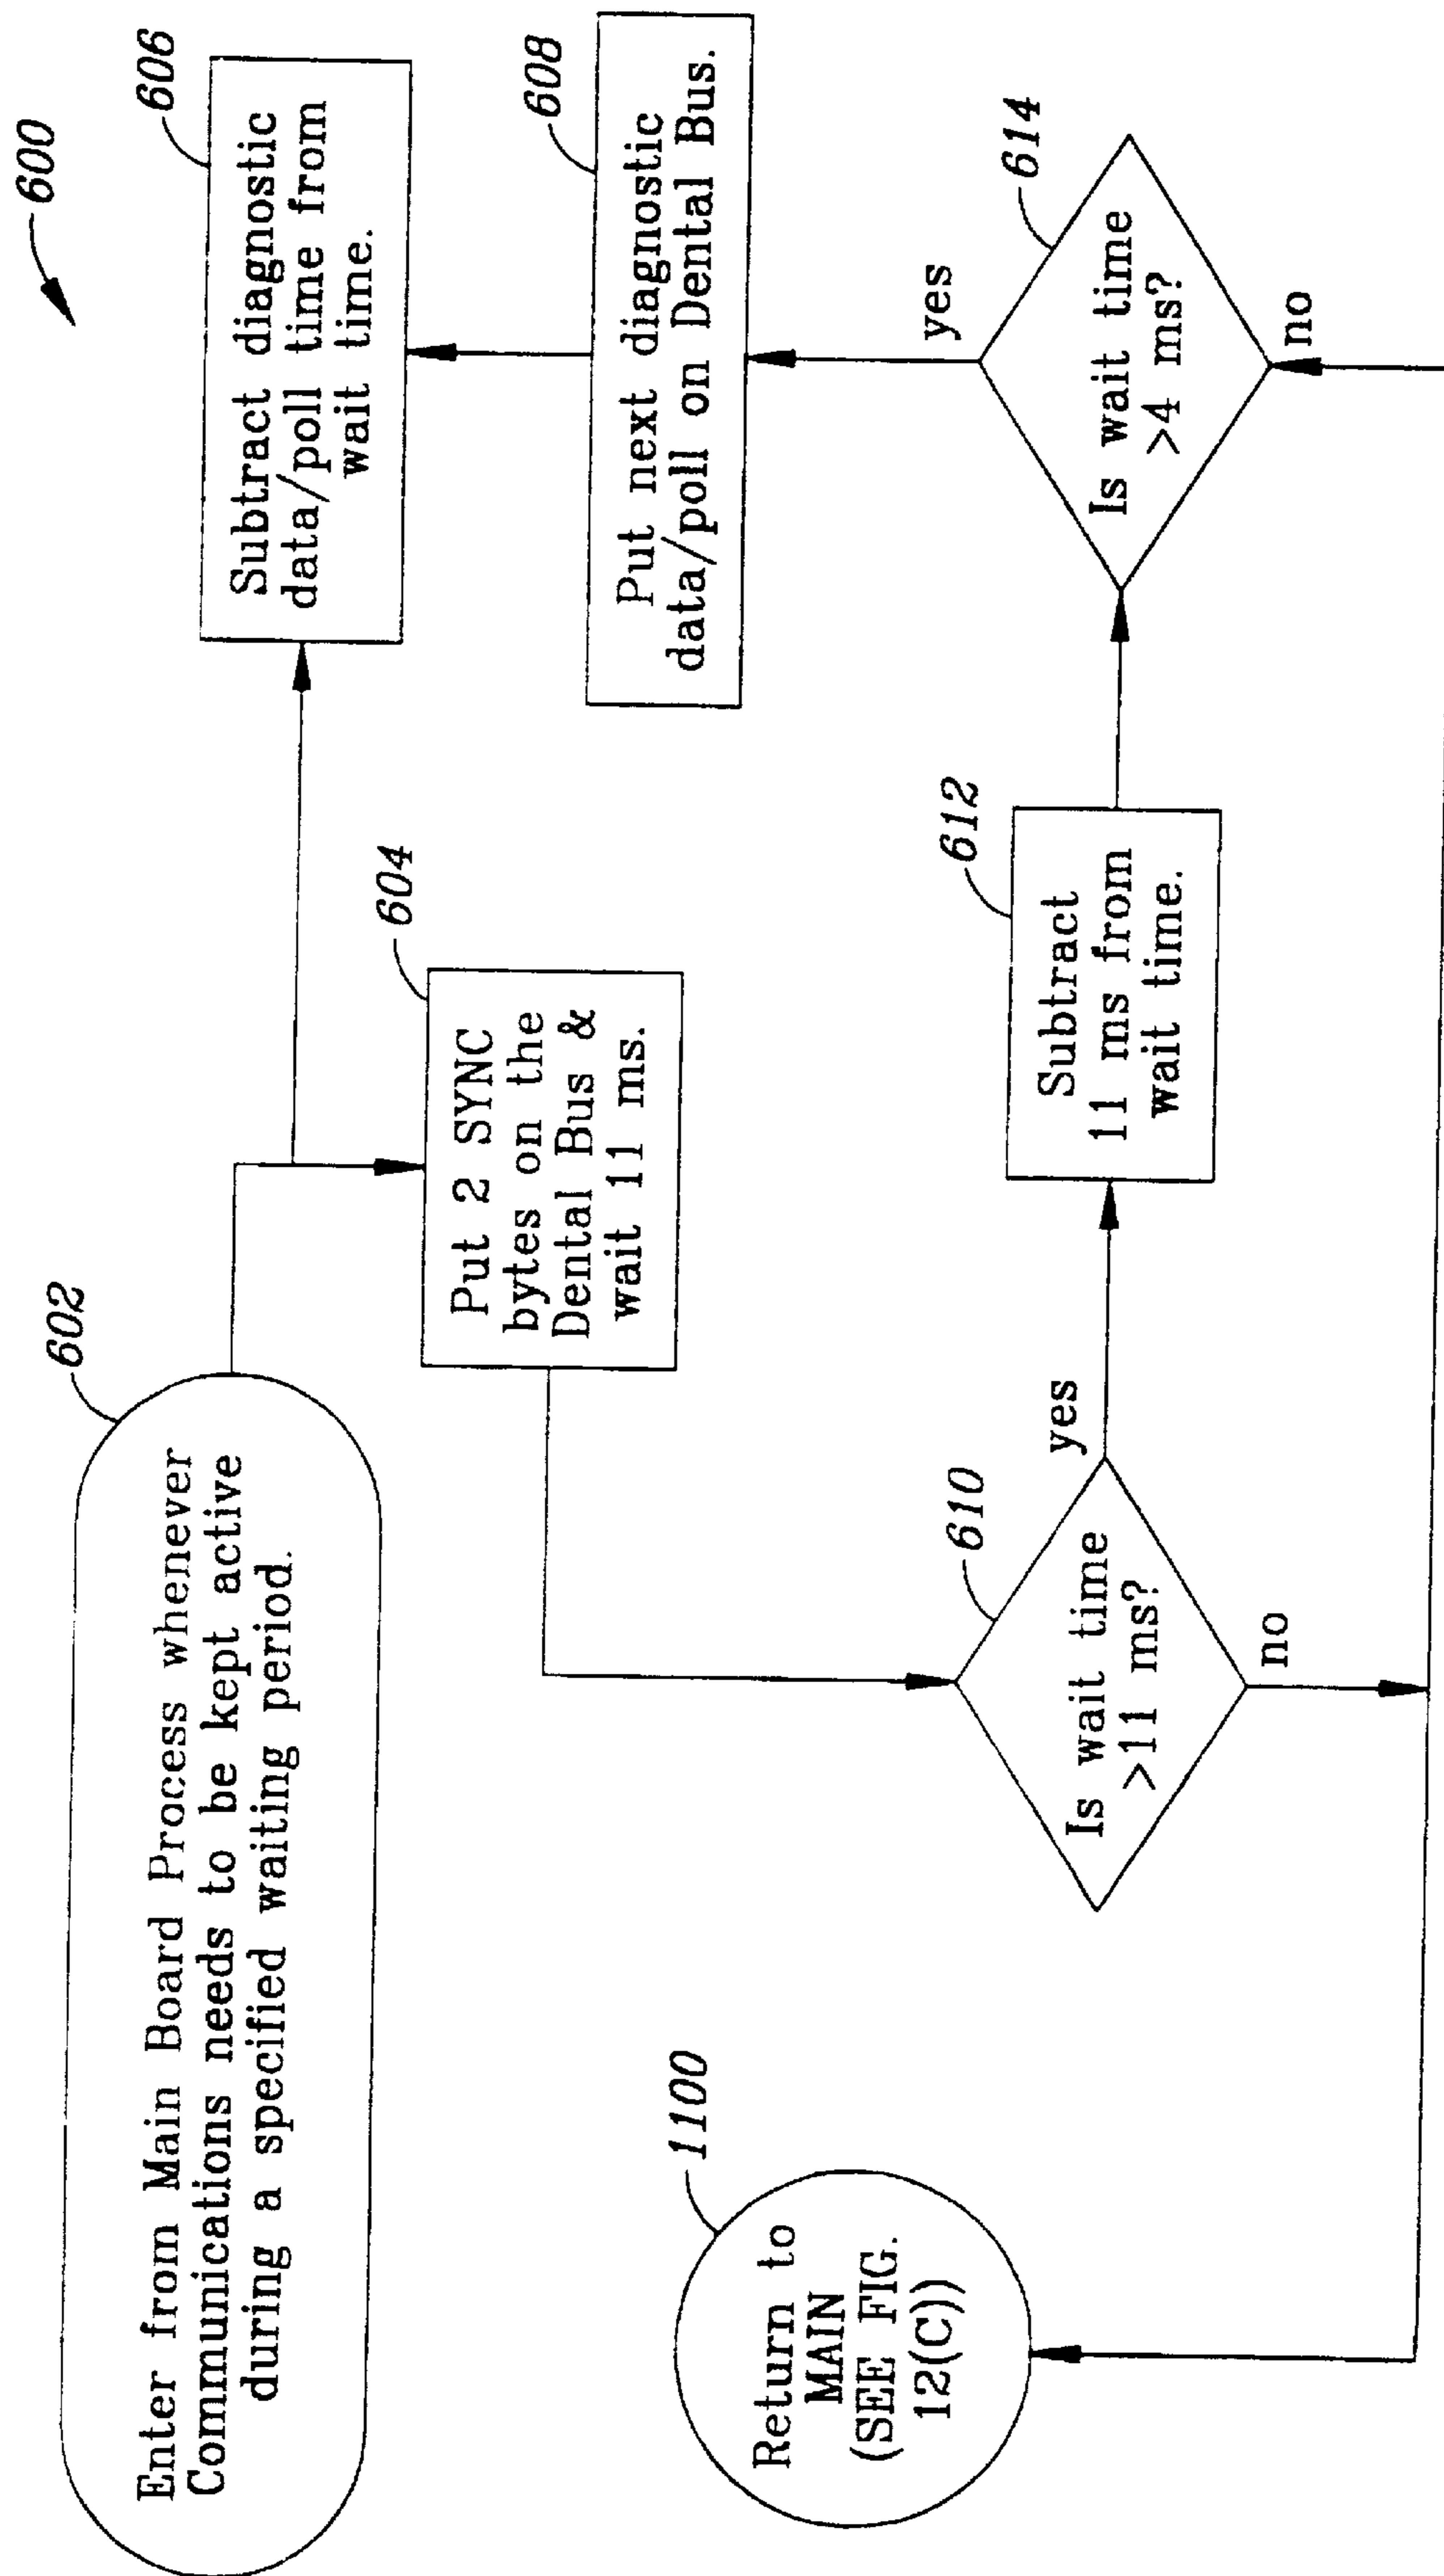 600
602
Enter from Main Board Process whenever
Communications needs to be kept active
during a specified waiting period.
604
Put 2 SYNC
bytes on the
Dental Bus &
wait 11 ms.
606
Subtract diagnostic
data/poll time from
wait time.
608
Put next diagnostic
data/poll on Dental Bus.
610
Is wait time
>11 ms?
yes
no
612
Subtract
11 ms from
wait time.
614
Is wait time
>4 ms?
yes
no
1100
Return to
MAIN
(SEE FIG.
12(C))